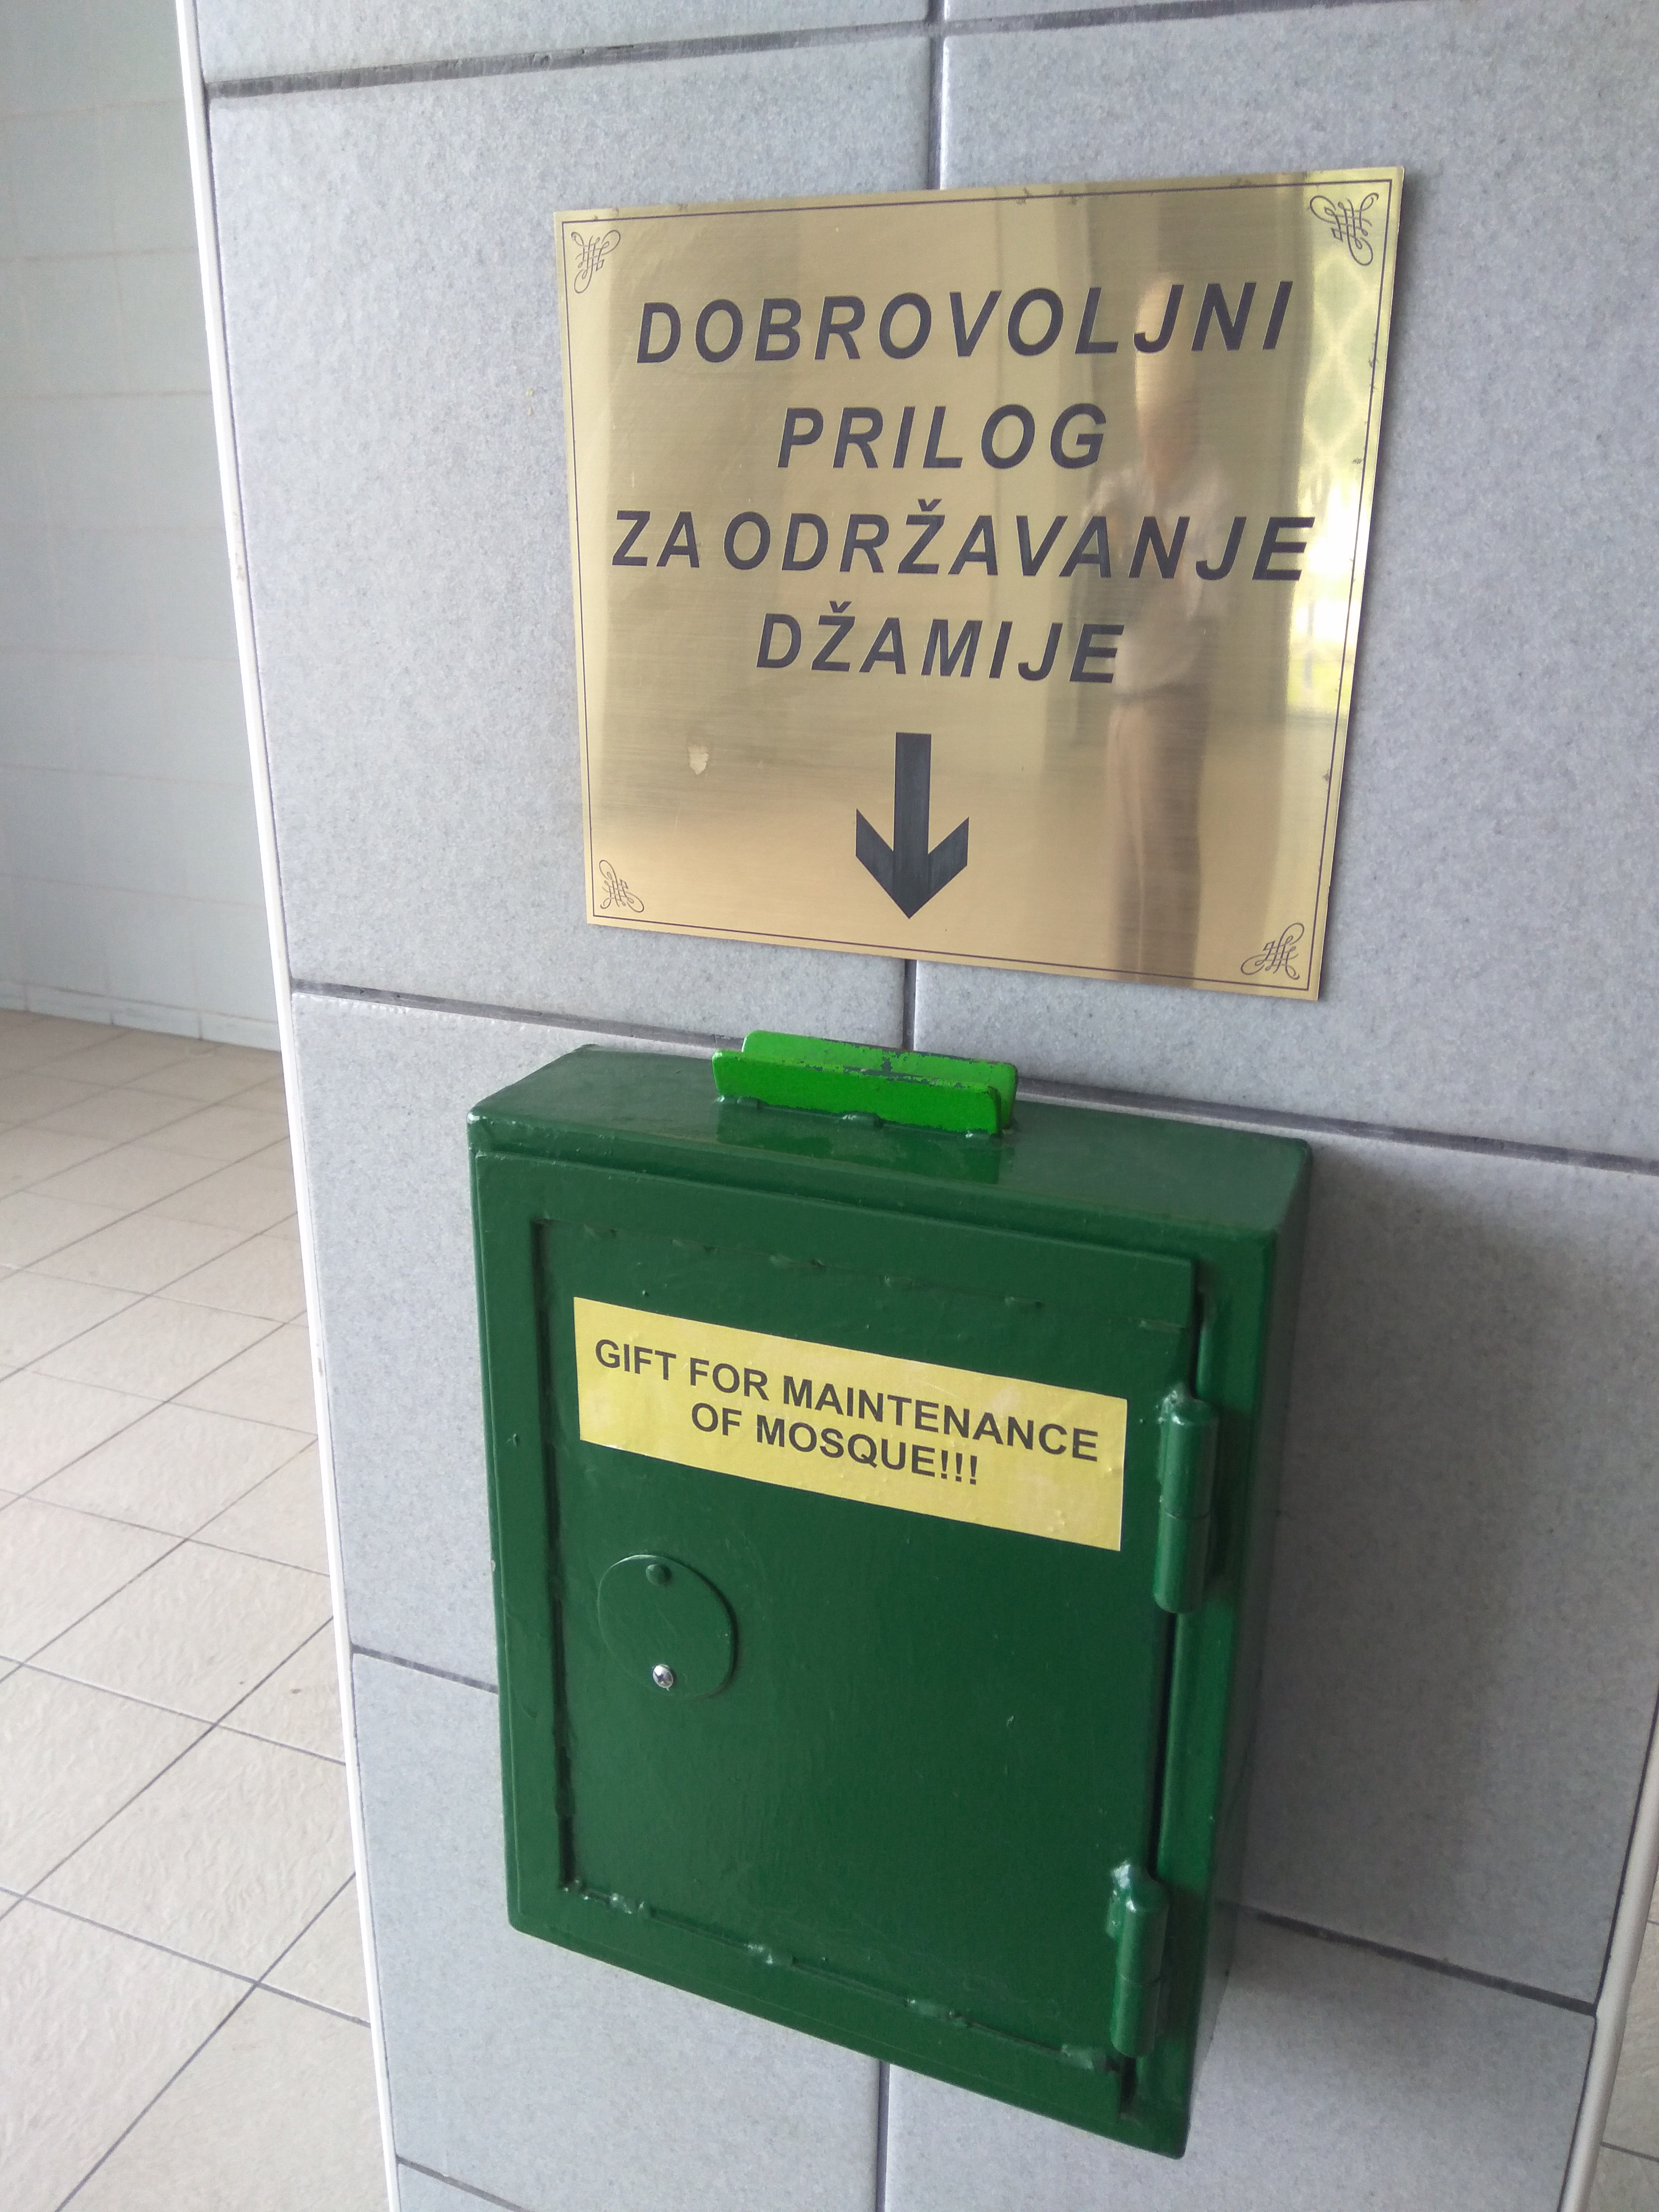 DOBROVOLJNI
PRILOG
ZA ODRŽAVANJE
DŽAMIJE
GIFT FOR MAINTENANCE
OF MOSQUE!!!